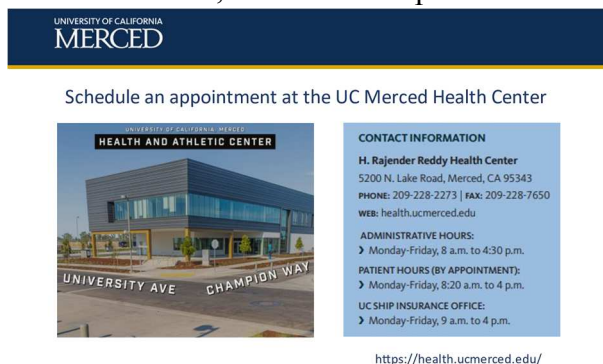 UNIVERSITY OF CALIFORNIA
MERCED
Schedule an appointment at the UC Merced Health Center
UNIVERSITY OF CALIFORNIA MERCED
HEALTH AND ATHLETIC CENTER
UNIVERSITY AVE
CHAMPION WAY
CONTACT INFORMATION
H. Rajender Reddy Health Center
5200 N. Lake Road, Merced, CA 95343
PHONE: 209-228-2273 | FAX: 209-228-7650
WEB: health.ucmerced.edu
ADMINISTRATIVE HOURS:
❯ Monday-Friday, 8 a.m. to 4:30 p.m.
PATIENT HOURS (BY APPOINTMENT):
❯ Monday-Friday, 8:20 a.m. to 4 p.m.
UC SHIP INSURANCE OFFICE:
❯ Monday-Friday, 9 a.m. to 4 p.m.
https://health.ucmerced.edu/